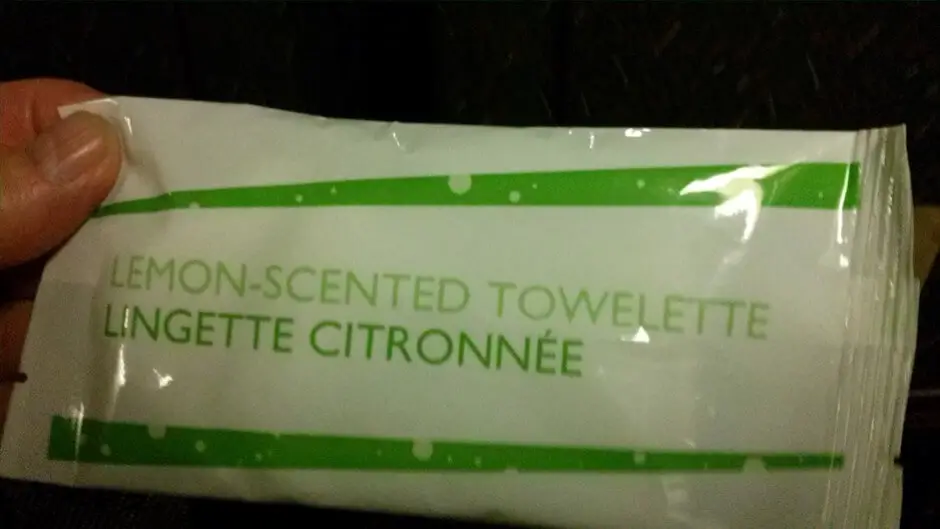 LEMON-SCENTED TOWELETTE
LINGETTE CITRONNÉE